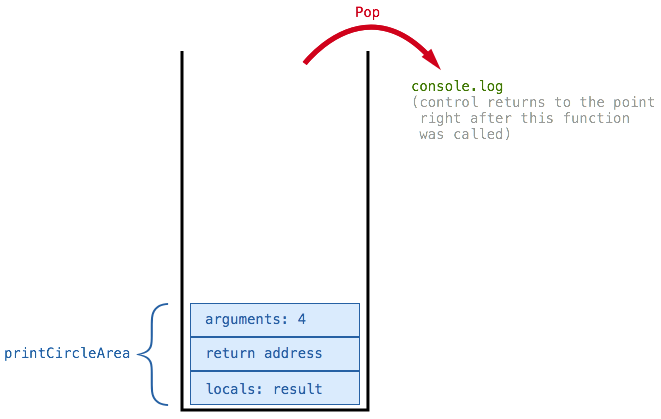 Pop
console.log
(control returns to the point
right after this function
was called)
arguments: 4
printCircleArea
return address
locals: result